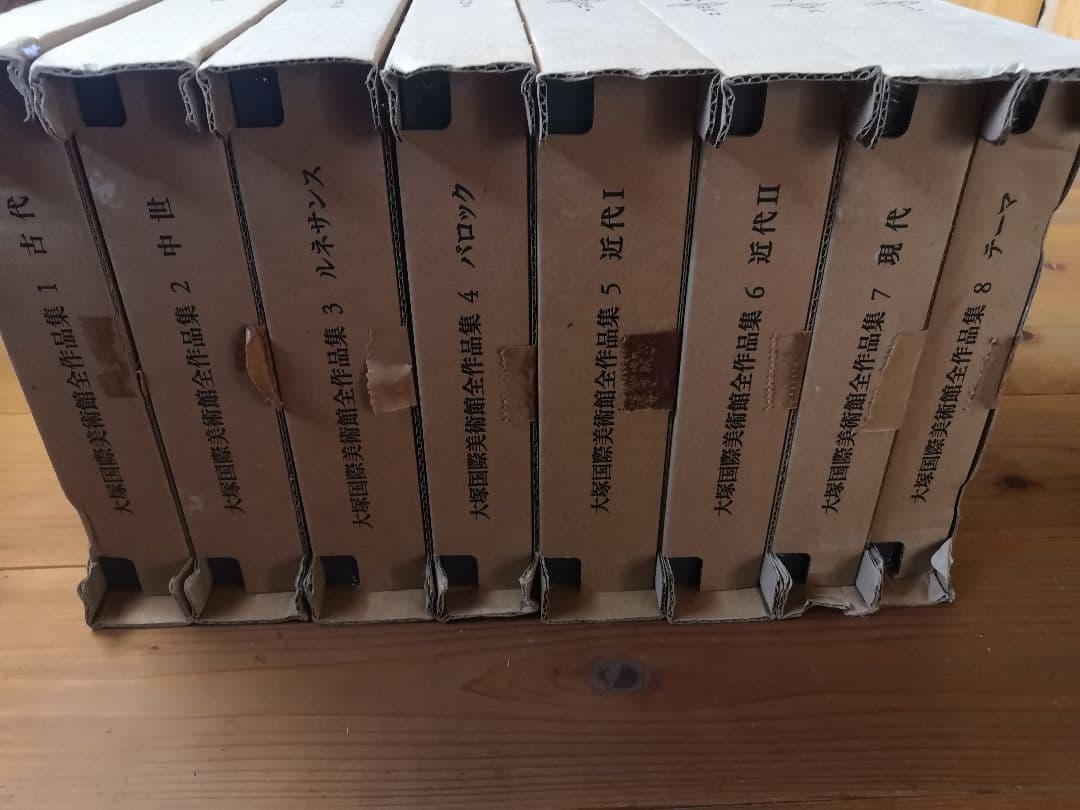 大塚国際美術館全作品集 1 古代
大塚国際美術館全作品集 2 中世
大塚国際美術館全作品集 3 ルネサンス
大塚国際美術館全作品集 4 バロック
大塚国際美術館全作品集 5 近代I
大塚国際美術館全作品集 6 近代II
大塚国際美術館全作品集 7 現代
大塚国際美術館全作品集 8 テーマ